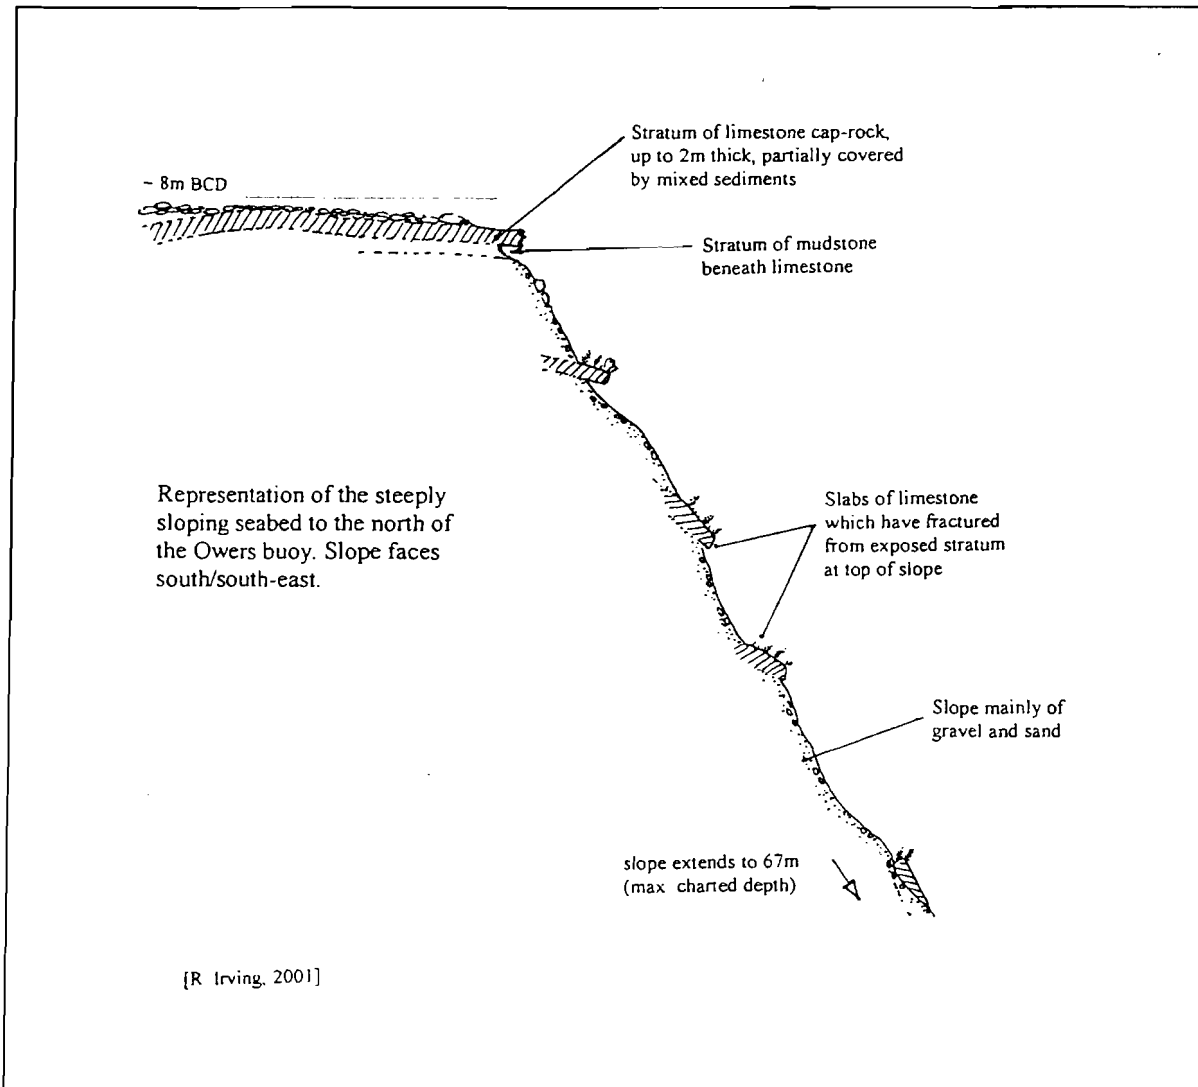 Stratum of limestone cap-rock,
up to 2m thick, partially covered
by mixed sediments
~ 8m BCD
Stratum of mudstone
beneath limestone
Representation of the steeply
sloping seabed to the north of
the Owers buoy. Slope faces
south/south-east.
Slabs of limestone
which have fractured
from exposed stratum
at top of slope
Slope mainly of
gravel and sand
slope extends to 67m
(max charted depth)
[R Irving, 2001]